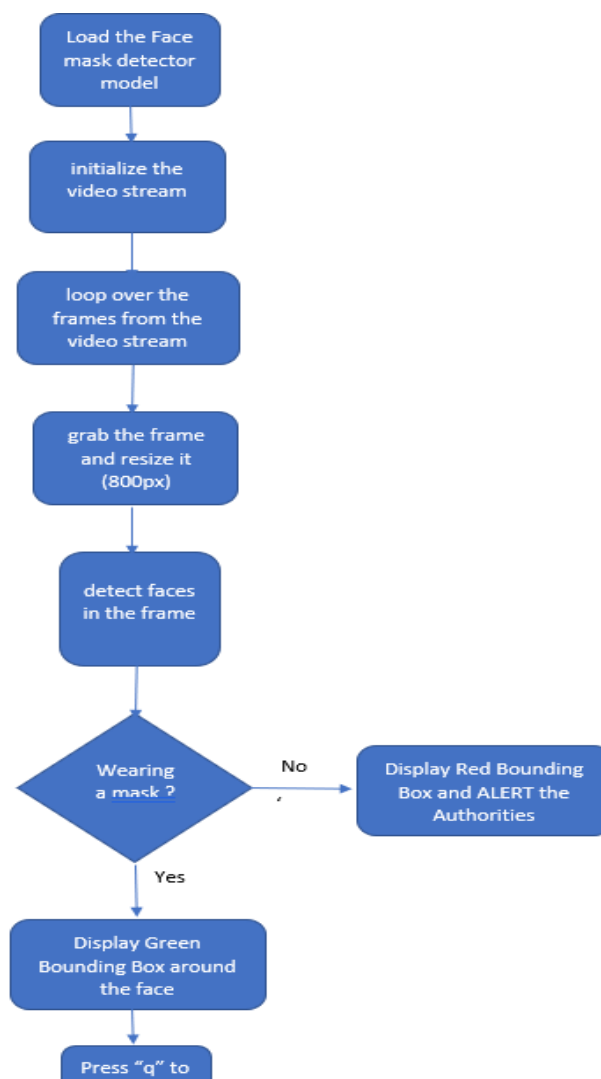 Load the Face
mask detector
model
initialize the
video stream
loop over the
frames from the
video stream
grab the frame
and resize it
(800px)
detect faces
in the frame
Wearing
a mask ?
No
Display Red Bounding
Box and ALERT the
Authorities
Yes
Display Green
Bounding Box around
the face
Press “q” to